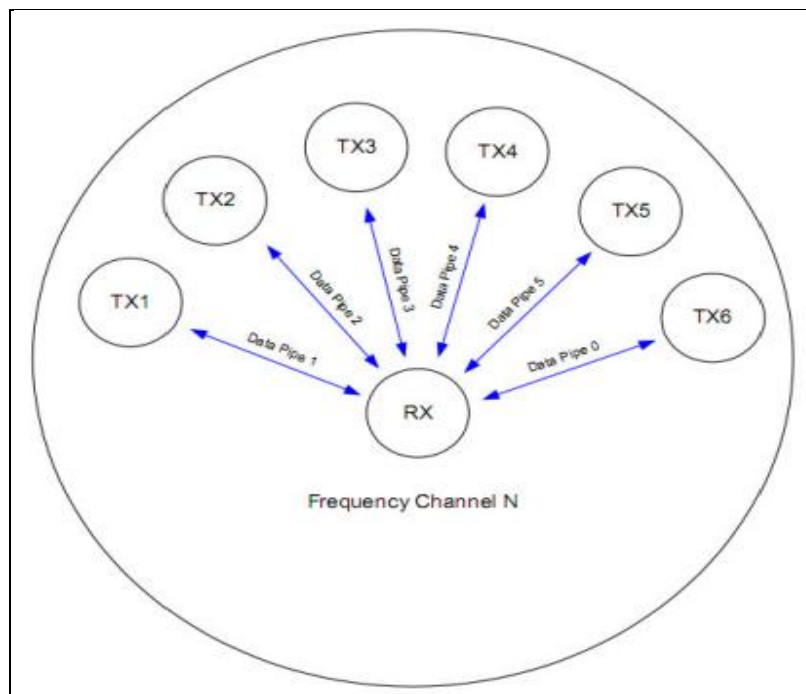 TX3
TX4
TX2
TX5
TX1
TX6
Data Pipe 1
Data Pipe 2
Data Pipe 3
Data Pipe 4
Data Pipe 5
Data Pipe 0
RX
Frequency Channel N